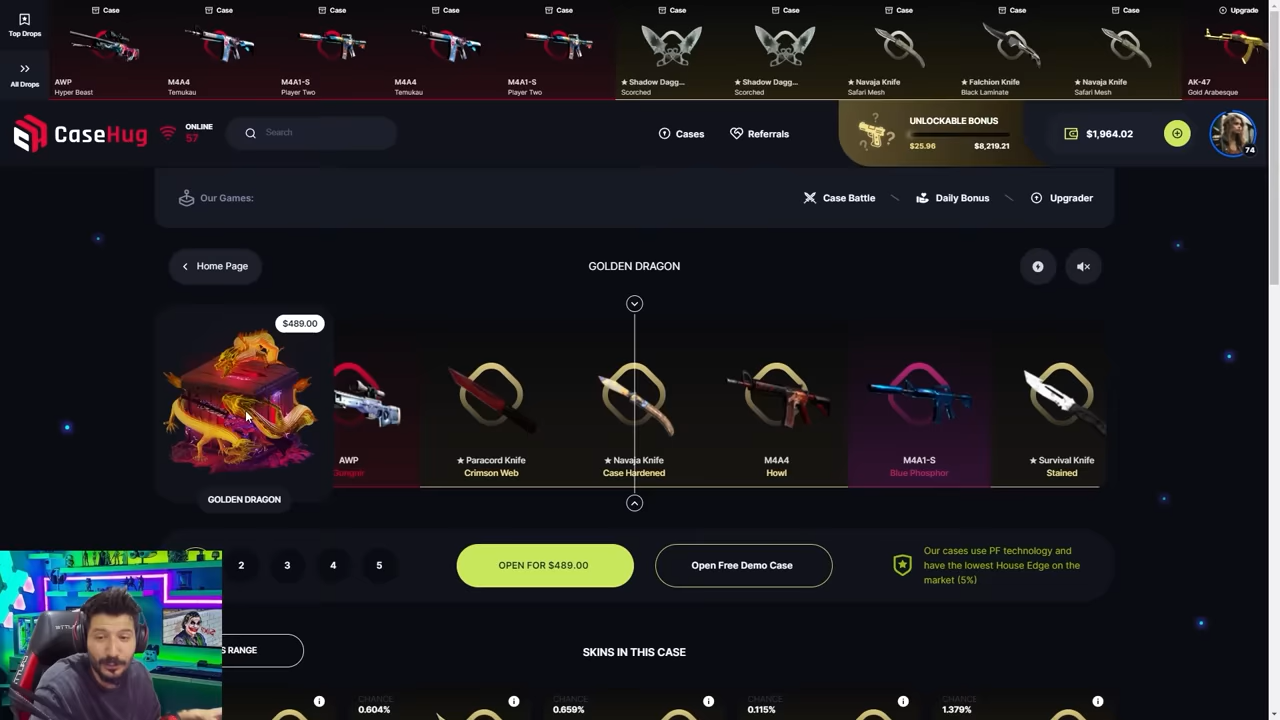 Top Drops
All Drops
Case
AWP
Hyper Beast
Case
M4A4
Temukau
Case
M4A1-S
Player Two
Case
M4A4
Temukau
Case
M4A1-S
Player Two
Case
★ Shadow Dagg...
Scorched
Case
★ Shadow Dagg...
Scorched
Case
★ Navaja Knife
Safari Mesh
Case
★ Falchion Knife
Black Laminate
Case
★ Navaja Knife
Safari Mesh
Upgrade
AK-47
Gold Arabesque
CaseHug
ONLINE
57
Search
Cases
Referrals
UNLOCKABLE BONUS
$25.96
$8,219.21
$1,964.02
74
Our Games:
Case Battle
Daily Bonus
Upgrader
Home Page
GOLDEN DRAGON
$489.00
GOLDEN DRAGON
AWP
★ Paracord Knife
Crimson Web
★ Navaja Knife
Case Hardened
M4A4
Howl
M4A1-S
Blue Phosphor
★ Survival Knife
Stained
2
3
4
5
OPEN FOR $489.00
Open Free Demo Case
Our cases use PF technology and
have the lowest House Edge on the
market (5%)
RANGE
SKINS IN THIS CASE
CHANCE
0.604%
CHANCE
0.659%
CHANCE
0.115%
CHANCE
1.379%